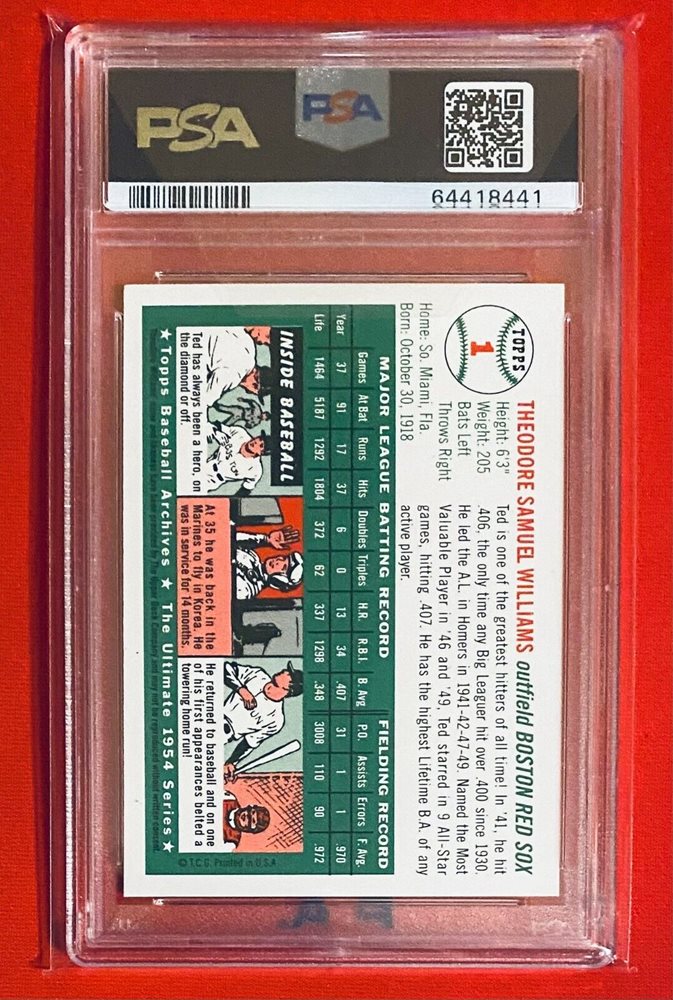 PSA
PSA
64418441
TOPPS
1
THEODORE SAMUEL WILLIAMS outfield BOSTON RED SOX
Height: 6'3"
Weight: 205
Bats Left
Throws Right
Home: So. Miami, Fla.
Born: October 30, 1918
Ted is one of the greatest hitters of all time! In '41, he hit
.406, the only time any Big Leaguer hit over .400 since 1930.
He led the A.L. in Homers in 1941-42-47-49. Named the Most
Valuable Player in '46 and '49, Ted starred in 9 All-Star
games, hitting .407. He has the highest Lifetime B.A. of any
active player.
MAJOR LEAGUE BATTING RECORD FIELDING RECORD
Games At Bat Runs Hits Doubles Triples H.R. R.B.I. B. Avg P.O. Assists Errors F. Avg.
Year 37 91 17 37 6 0 13 34 .407 31 1 1 .970
Life 1464 5187 1292 1804 372 62 337 1298 .348 3008 110 90 .972
INSIDE BASEBALL
BOSTON
Ted has always been a hero, on
the diamond or off.
At 35 he was back in the
Marines to fly in Korea. He
was in service for 14 months.
He returned to baseball and on one
of his first appearances belted a
towering home run!
★ Topps Baseball Archives ★ The Ultimate 1954 Series ★
© T.C.G. Printed in U.S.A.